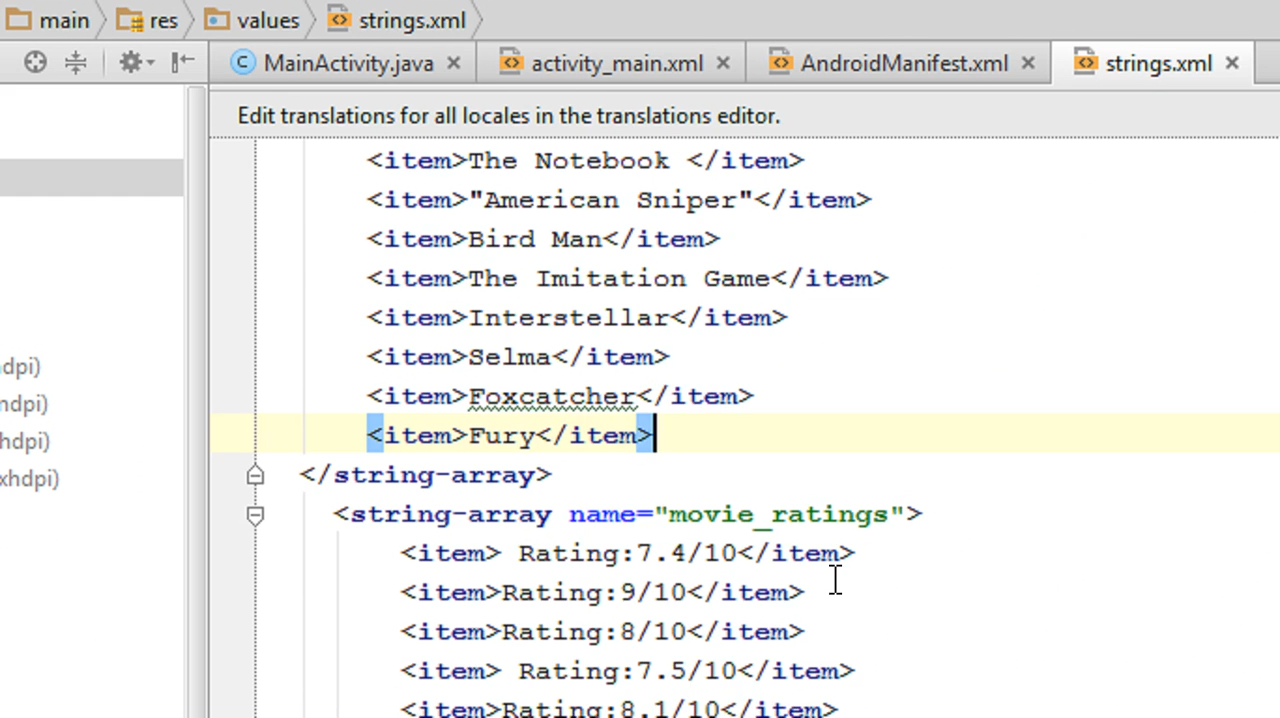 main res values strings.xml
MainActivity.java activity_main.xml AndroidManifest.xml strings.xml
Edit translations for all locales in the translations editor.
<item>The Notebook </item>
<item>"American Sniper"</item>
<item>Bird Man</item>
<item>The Imitation Game</item>
<item>Interstellar</item>
<item>Selma</item>
<item>Foxcatcher</item>
<item>Fury</item>
</string-array>
<string-array name="movie_ratings">
<item> Rating:7.4/10</item>
<item>Rating:9/10</item>
<item>Rating:8/10</item>
<item> Rating:7.5/10</item>
<item>Rating:8.1/10</item>
hdpi)
xhdpi)